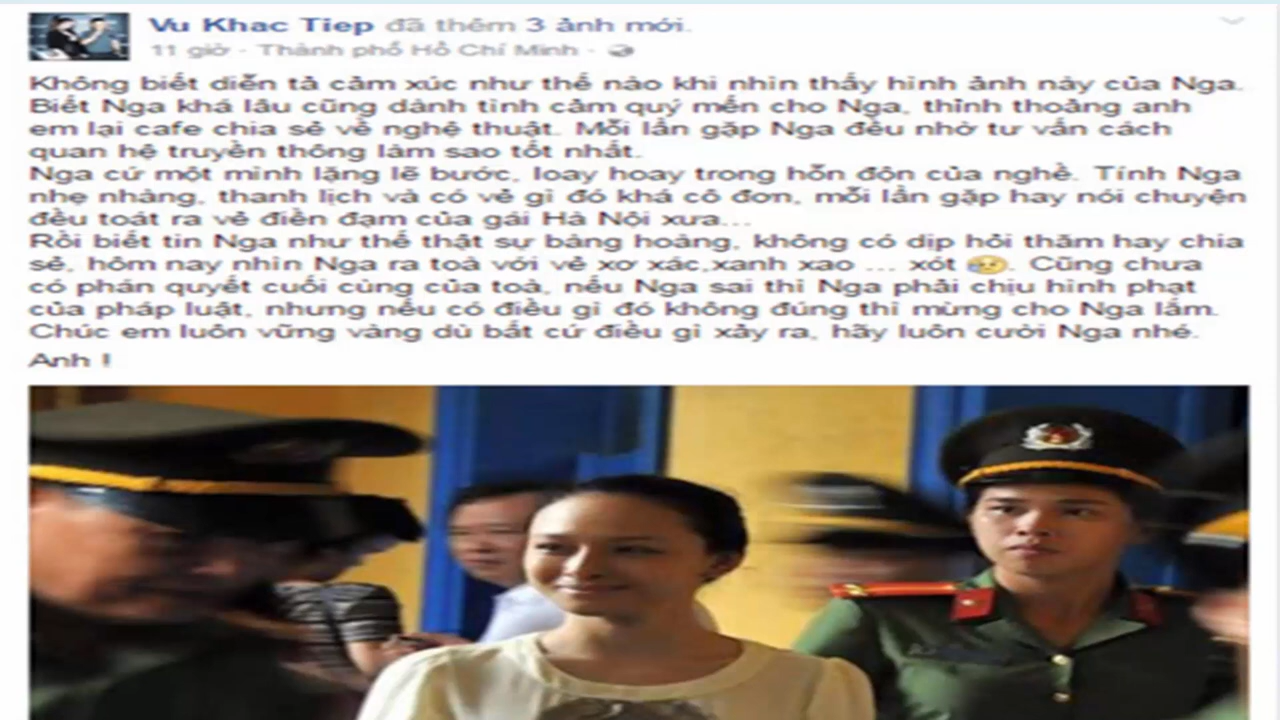 Vu Khac Tiep đã thêm 3 ảnh mới.
11 giờ · Thành phố Hồ Chí Minh ·
Không biết diễn tả cảm xúc như thế nào khi nhìn thấy hình ảnh này của Nga.
Biết Nga khá lâu cũng dành tình cảm quý mến cho Nga, thỉnh thoảng anh
em lại cafe chia sẻ về nghệ thuật. Mỗi lần gặp Nga đều nhờ tư vấn cách
quan hệ truyền thông làm sao tốt nhất.
Nga cứ một mình lặng lẽ bước, loay hoay trong hỗn độn của nghề. Tính Nga
nhẹ nhàng, thanh lịch và có vẻ gì đó khá cô đơn, mỗi lần gặp hay nói chuyện
đều toát ra vẻ điền đạm của gái Hà Nội xưa...
Rồi biết tin Nga như thế thật sự bàng hoàng, không có dịp hỏi thăm hay chia
sẻ, hôm nay nhìn Nga ra toà với vẻ xơ xác,xanh xao ... xót 😢. Cũng chưa
có phán quyết cuối cùng của toà, nếu Nga sai thì Nga phải chịu hình phạt
của pháp luật, nhưng nếu có điều gì đó không đúng thì mừng cho Nga lắm.
Chúc em luôn vững vàng dù bất cứ điều gì xảy ra, hãy luôn cười Nga nhé.
Anh !